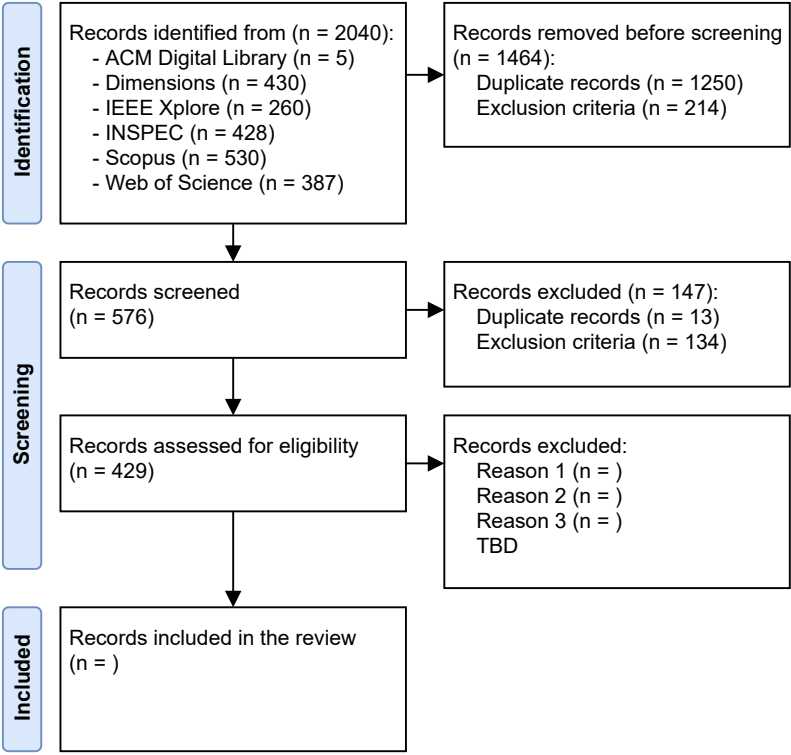 Identification
Records identified from (n = 2040):
- ACM Digital Library (n = 5)
- Dimensions (n = 430)
- IEEE Xplore (n = 260)
- INSPEC (n = 428)
- Scopus (n = 530)
- Web of Science (n = 387)
Records removed before screening
(n = 1464):
Duplicate records (n = 1250)
Exclusion criteria (n = 214)
Screening
Records screened
(n = 576)
Records excluded (n = 147):
Duplicate records (n = 13)
Exclusion criteria (n = 134)
Records assessed for eligibility
(n = 429)
Records excluded:
Reason 1 (n = )
Reason 2 (n = )
Reason 3 (n = )
TBD
Included
Records included in the review
(n = )